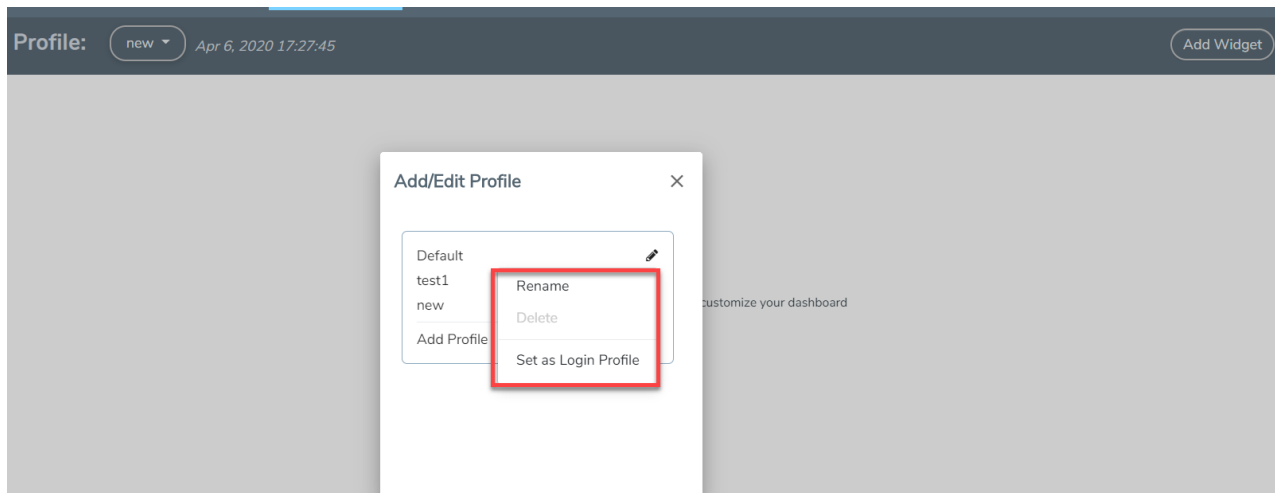 Profile: new Apr 6, 2020 17:27:45 Add Widget
Add/Edit Profile
Default
test1
new
Add Profile
Rename
Delete
Set as Login Profile
customize your dashboard